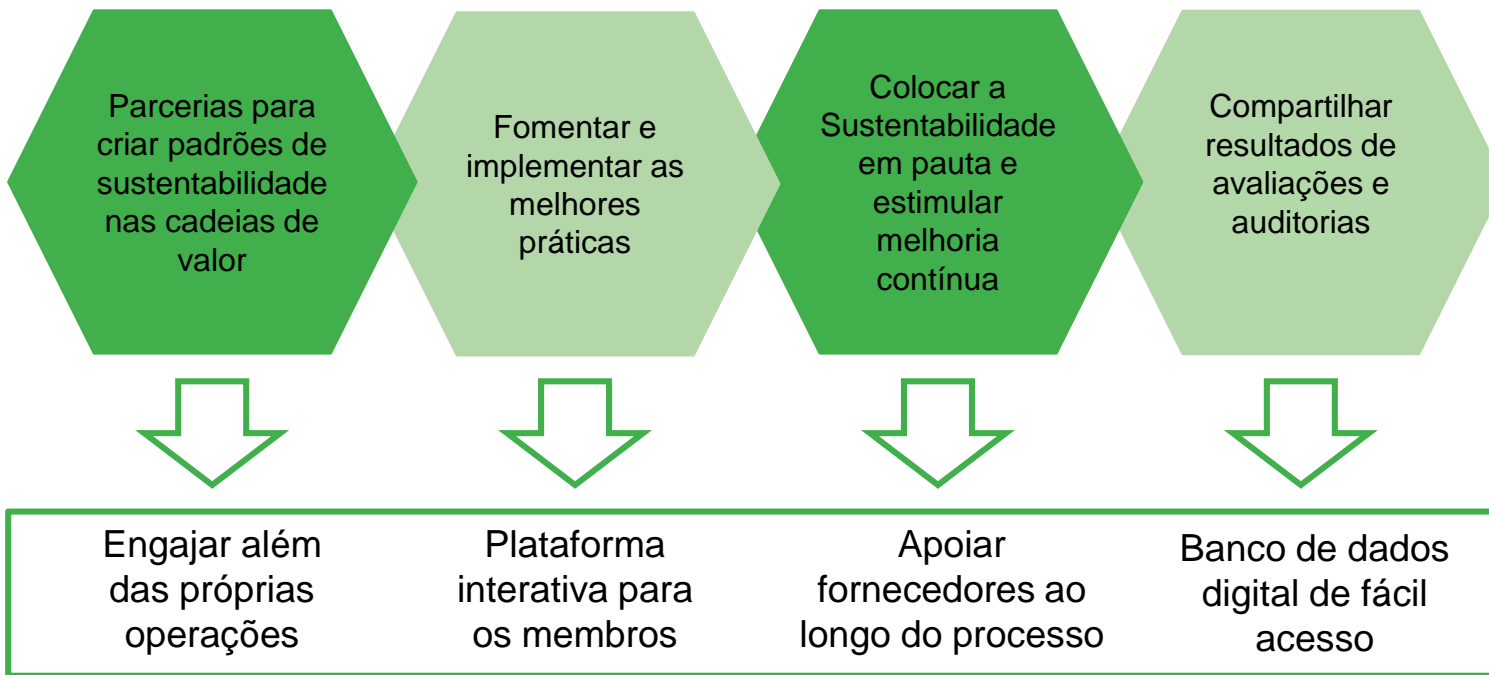 Parcerias para
criar padrões de
sustentabilidade
nas cadeias de
valor
Fomentar e
implementar as
melhores
práticas
Colocar a
Sustentabilidade
em pauta e
estimular
melhoria
contínua
Compartilhar
resultados de
avaliações e
auditorias
Engajar além
das próprias
operações
Plataforma
interativa para
os membros
Apoiar
fornecedores ao
longo do processo
Banco de dados
digital de fácil
acesso